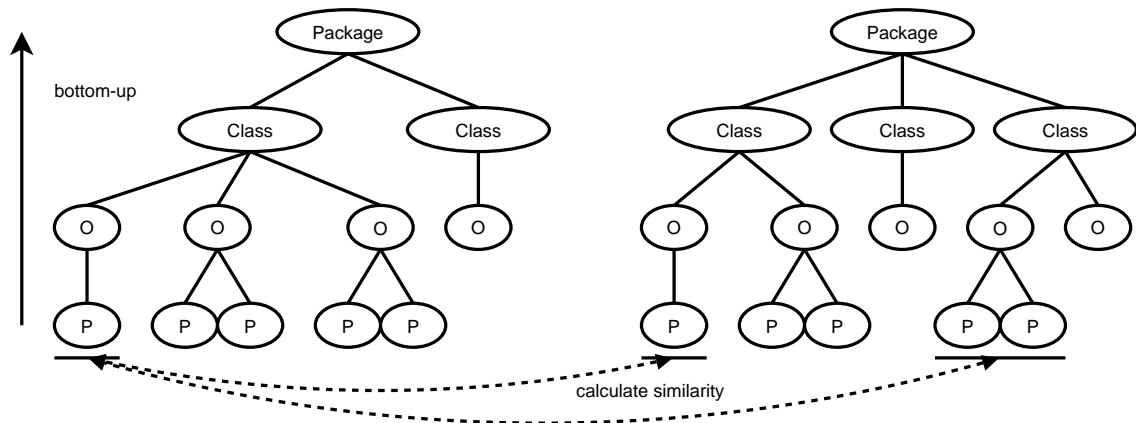 Package Package
bottom-up
Class Class Class Class Class
O O O O O O O O O
P P P P P P P P P P
calculate similarity